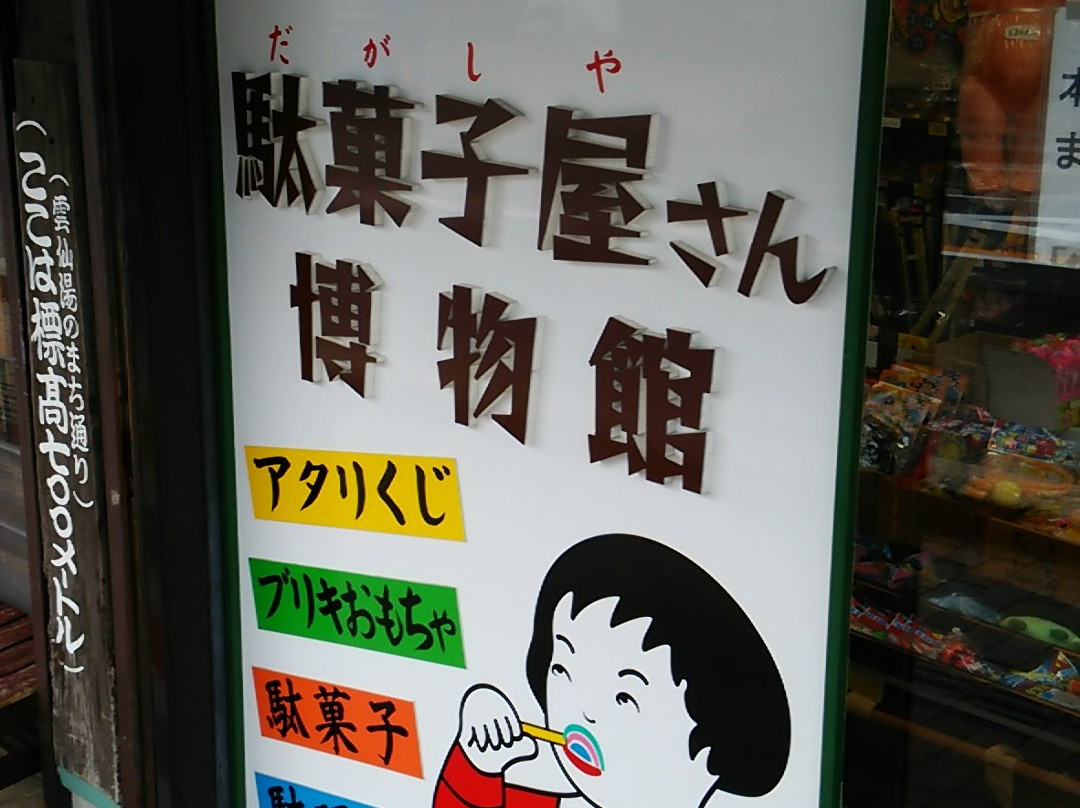 だがしや
駄菓子屋さん
博物館
アタリくじ
ブリキおもちゃ
駄菓子
(雲仙湯のまち通り)
(ここは標高七〇〇メートル)
本
ま